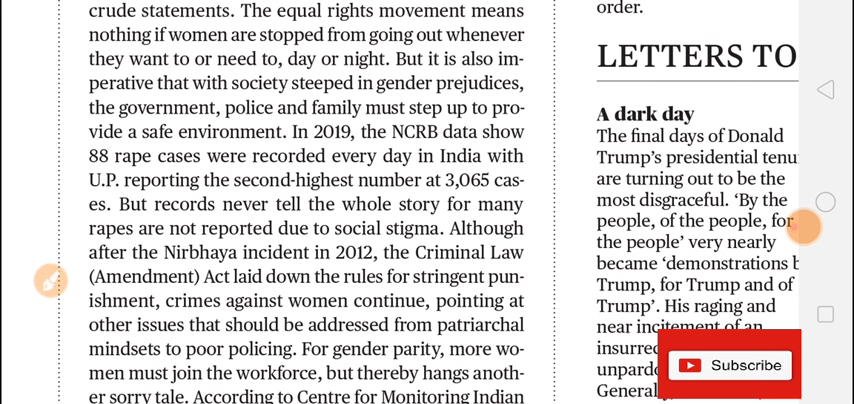 crude statements. The equal rights movement means
nothing if women are stopped from going out whenever
they want to or need to, day or night. But it is also im-
perative that with society steeped in gender prejudices,
the government, police and family must step up to pro-
vide a safe environment. In 2019, the NCRB data show
88 rape cases were recorded every day in India with
U.P. reporting the second-highest number at 3,065 cas-
es. But records never tell the whole story for many
rapes are not reported due to social stigma. Although
after the Nirbhaya incident in 2012, the Criminal Law
(Amendment) Act laid down the rules for stringent pun-
ishment, crimes against women continue, pointing at
other issues that should be addressed from patriarchal
mindsets to poor policing. For gender parity, more wo-
men must join the workforce, but thereby hangs anoth-
er sorry tale. According to Centre for Monitoring Indian
order.
LETTERS TO
A dark day
The final days of Donald
Trump's presidential
are turning out to be the
most disgraceful. 'By the
people, of the people, for
the people' very nearly
became 'demonstrations
Trump, for Trump and of
Trump'. His raging and
near incitement of an
Subscribe